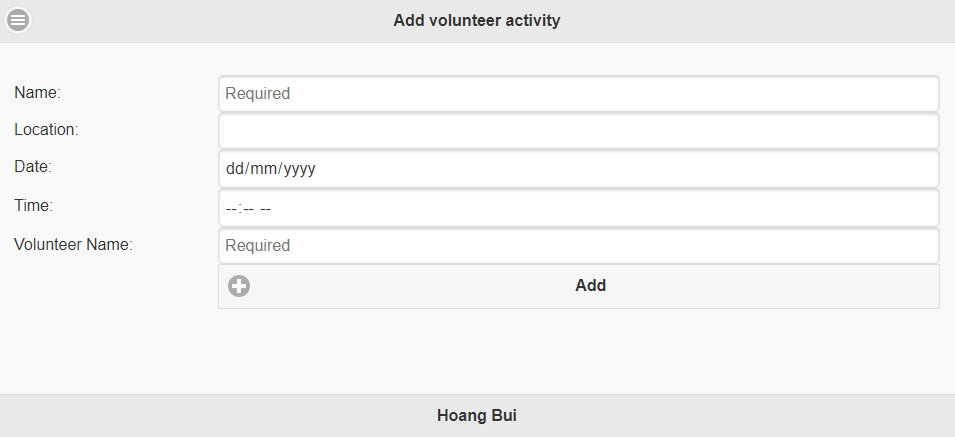 Add volunteer activity
Name: Required
Location:
Date: dd/mm/yyyy
Time: --:-- --
Volunteer Name: Required
Add
Hoang Bui